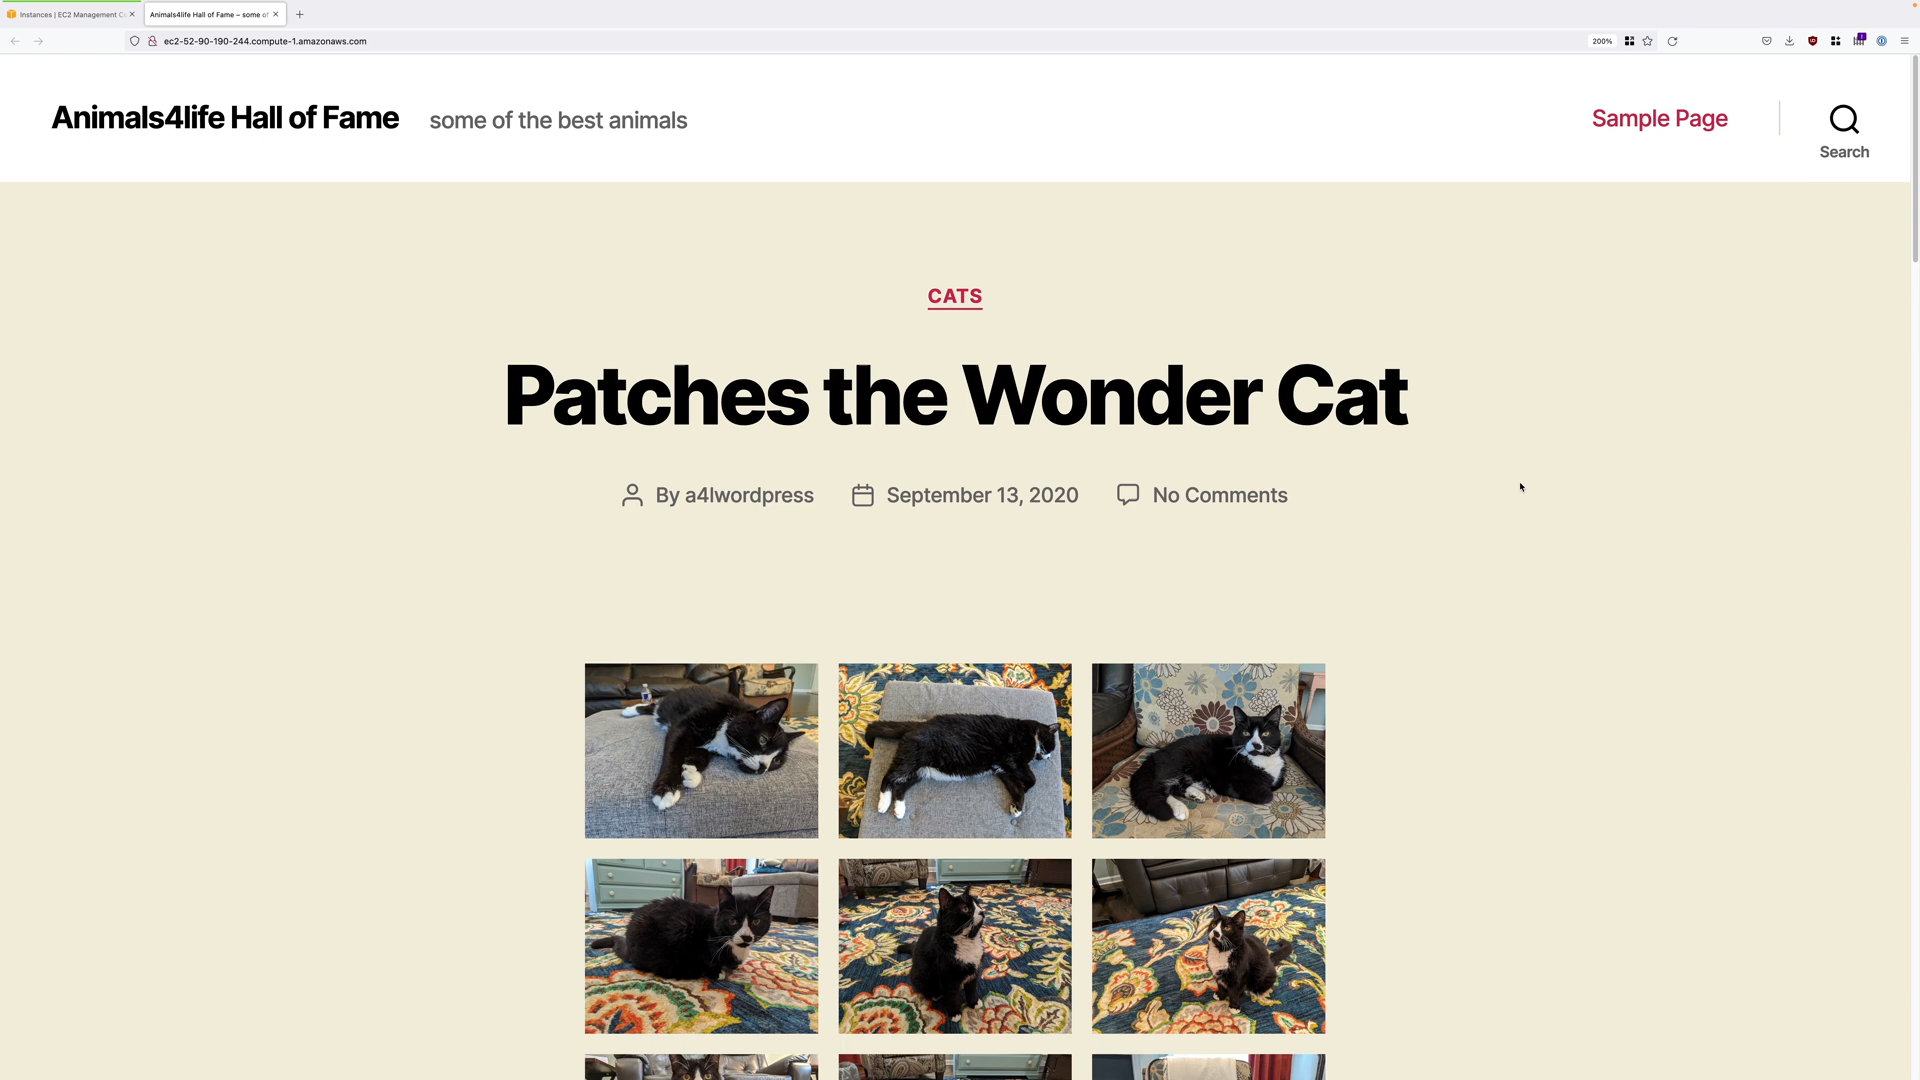 Instances | EC2 Management C
Animals4life Hall of Fame – some of
ec2-52-90-190-244.compute-1.amazonaws.com
200%
Animals4life Hall of Fame
some of the best animals
Sample Page
Search
CATS
Patches the Wonder Cat
By a4lwordpress
September 13, 2020
No Comments